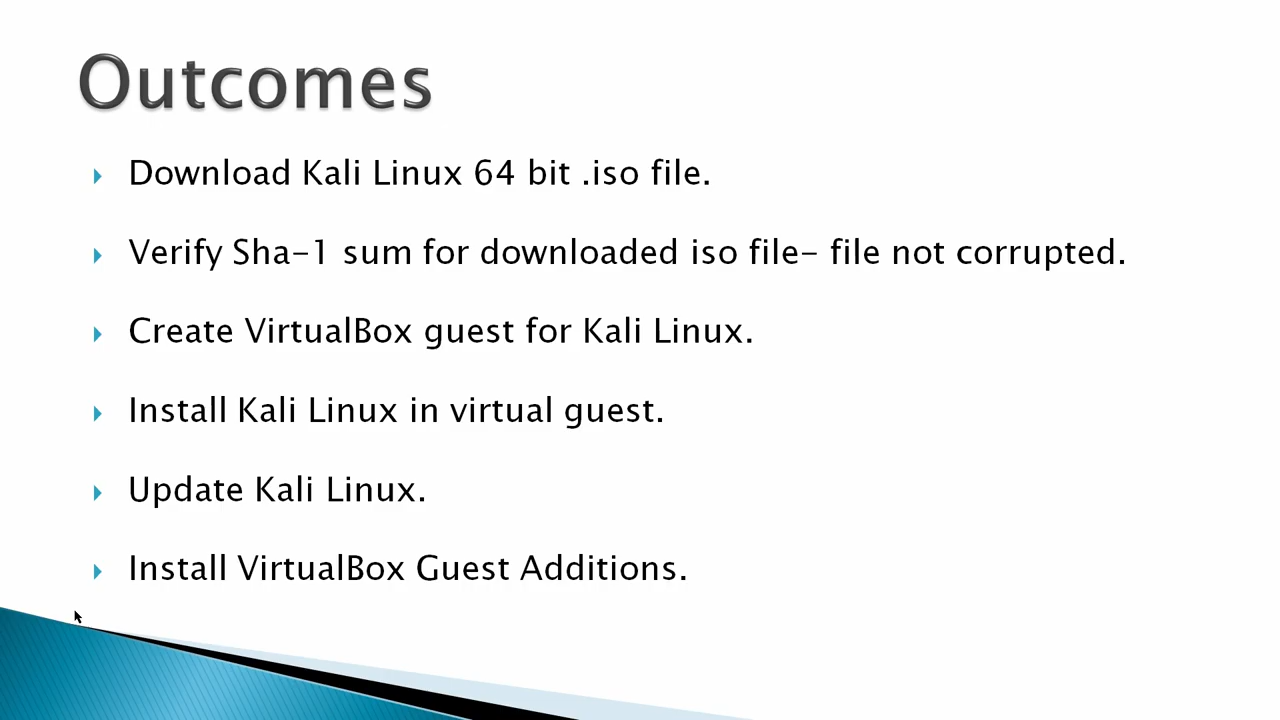 Outcomes
Download Kali Linux 64 bit .iso file.
Verify Sha-1 sum for downloaded iso file- file not corrupted.
Create VirtualBox guest for Kali Linux.
Install Kali Linux in virtual guest.
Update Kali Linux.
Install VirtualBox Guest Additions.